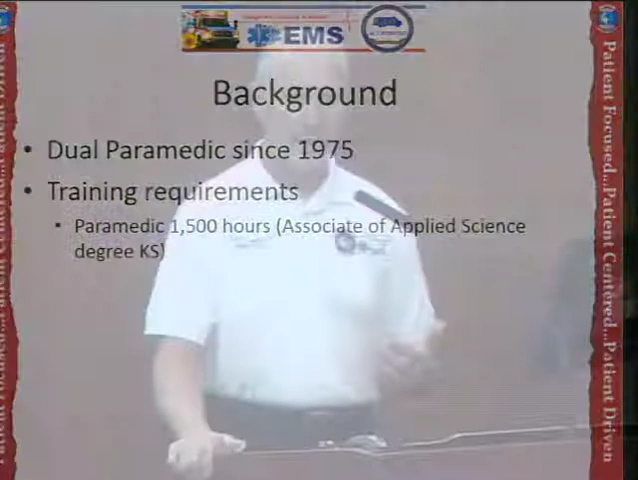 EMS
Background
• Dual Paramedic since 1975
• Training requirements
• Paramedic 1,500 hours (Associate of Applied Science
degree KS)
Patient Focused...Patient Centered...Patient Driven